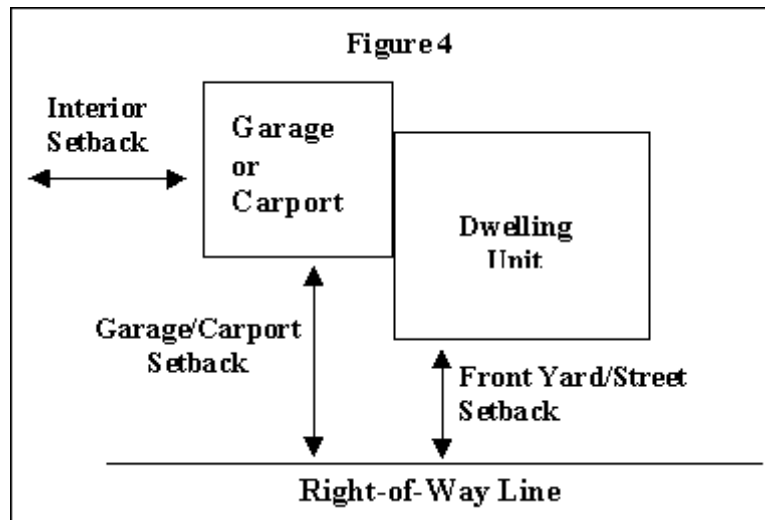 Figure 4
Interior
Setback
Garage
or
Carport
Dwelling
Unit
Garage/Carport
Setback
Front Yard/Street
Setback
Right-of-Way Line